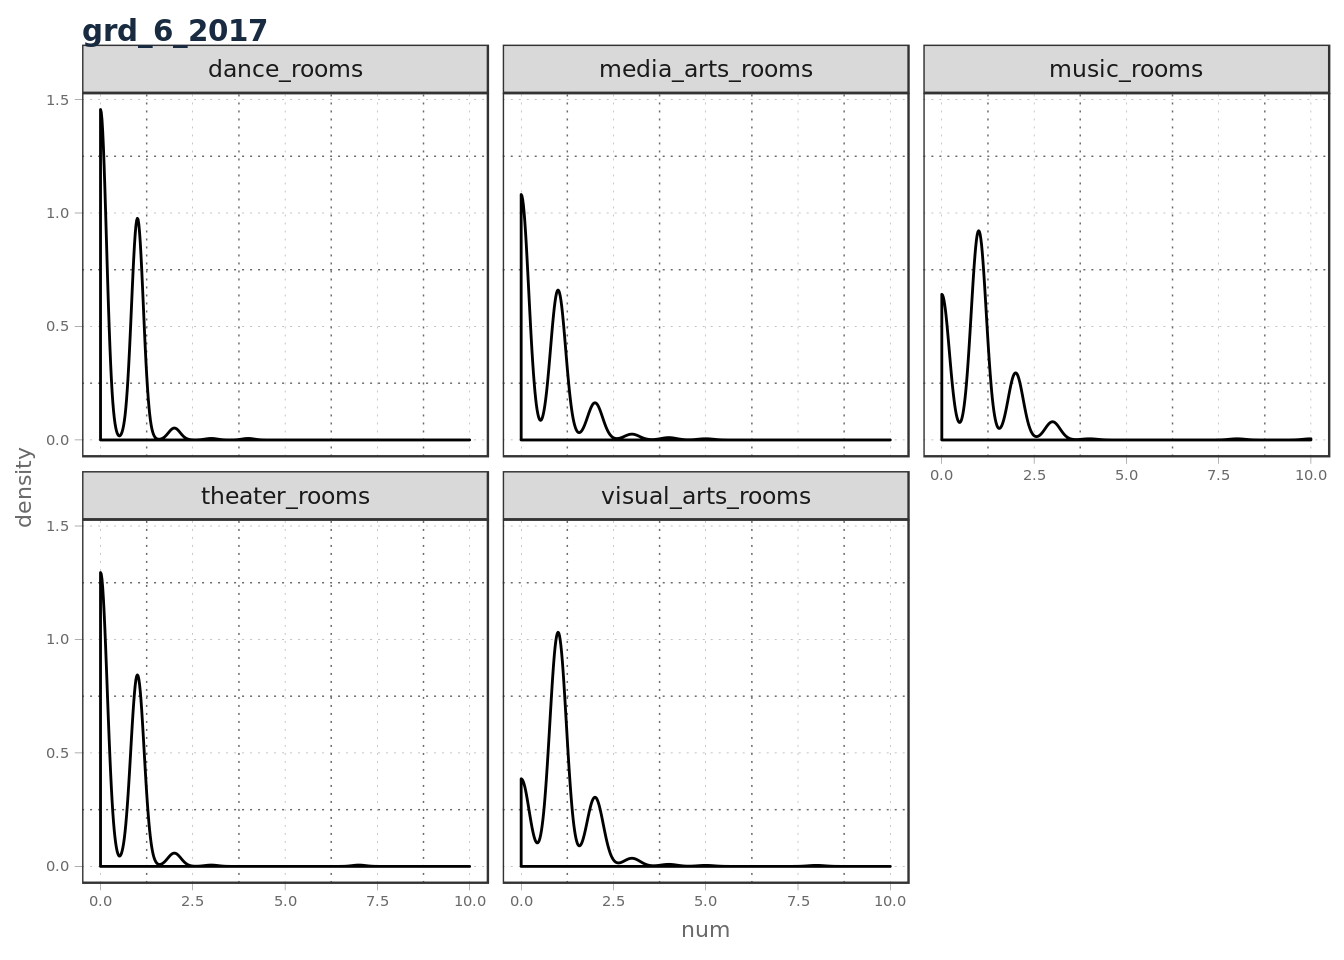 grd_6_2017
dance_rooms
media_arts_rooms
music_rooms
1.5
1.0
0.5
0.0
0.0 2.5 5.0 7.5 10.0
theater_rooms
visual_arts_rooms
1.5
1.0
0.5
0.0
0.0 2.5 5.0 7.5 10.0
0.0 2.5 5.0 7.5 10.0
density
num